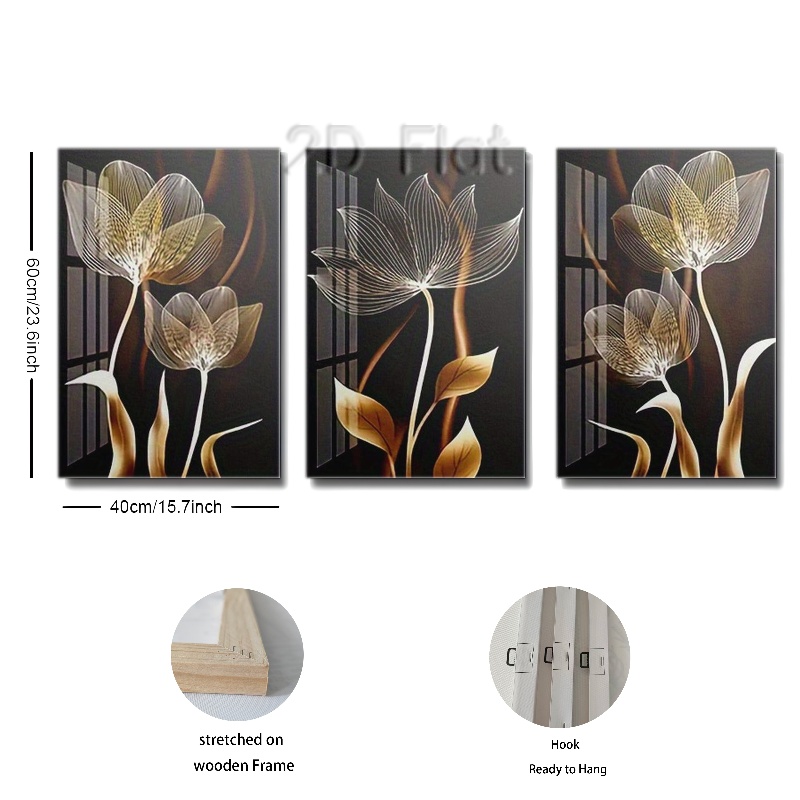 2D Flat
60cm/23.6inch
40cm/15.7inch
stretched on
wooden Frame
Hook
Ready to Hang